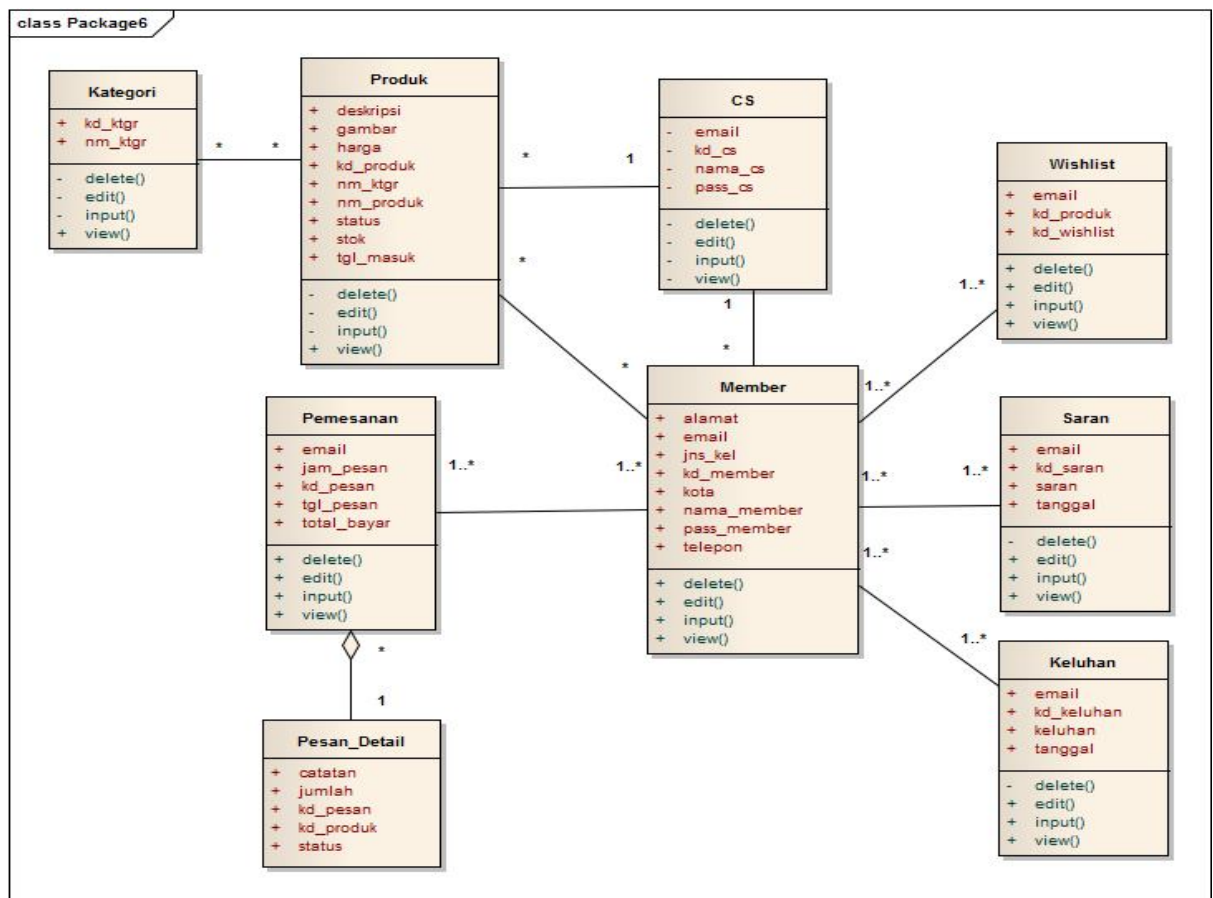 class Package6
Kategori
+ kd_ktgr
+ nm_ktgr
- delete()
- edit()
- input()
+ view()
* *
Produk
+ deskripsi
+ gambar
+ harga
+ kd_produk
+ nm_ktgr
+ nm_produk
+ status
+ stok
+ tgl_masuk
- delete()
- edit()
- input()
+ view()
* 1
CS
- email
- kd_cs
- nama_cs
- pass_cs
- delete()
- edit()
- input()
- view()
1
*
*
*
Wishlist
+ email
+ kd_produk
+ kd_wishlist
+ delete()
+ edit()
+ input()
+ view()
1..*
1..*
Pemesanan
+ email
+ jam_pesan
+ kd_pesan
+ tgl_pesan
+ total_bayar
+ delete()
+ edit()
+ input()
+ view()
1..* 1..*
Member
+ alamat
+ email
+ jns_kel
+ kd_member
+ kota
+ nama_member
+ pass_member
+ telepon
+ delete()
+ edit()
+ input()
+ view()
1..* 1..*
Saran
+ email
+ kd_saran
+ saran
+ tanggal
- delete()
+ edit()
+ input()
+ view()
1..*
1..*
*
1
Pesan_Detail
+ catatan
+ jumlah
+ kd_pesan
+ kd_produk
+ status
Keluhan
+ email
+ kd_keluhan
+ keluhan
+ tanggal
- delete()
+ edit()
+ input()
+ view()